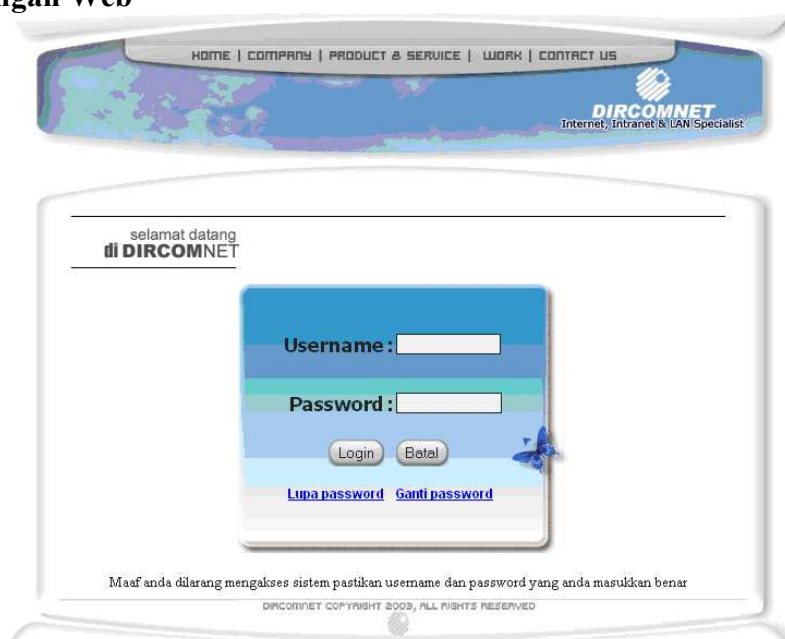 ngan Web
HOME | COMPANY | PRODUCT & SERVICE | WORK | CONTACT US
DIRCOMNET
Internet, Intranet & LAN Specialist
selamat datang
di DIRCOMNET
Username :
Password :
Login Batal
Lupa password Ganti password
Maaf anda dilarang mengakses sistem pastikan username dan password yang anda masukkan benar
DIRCOMNET COPYRIGHT 2003, ALL RIGHTS RESERVED